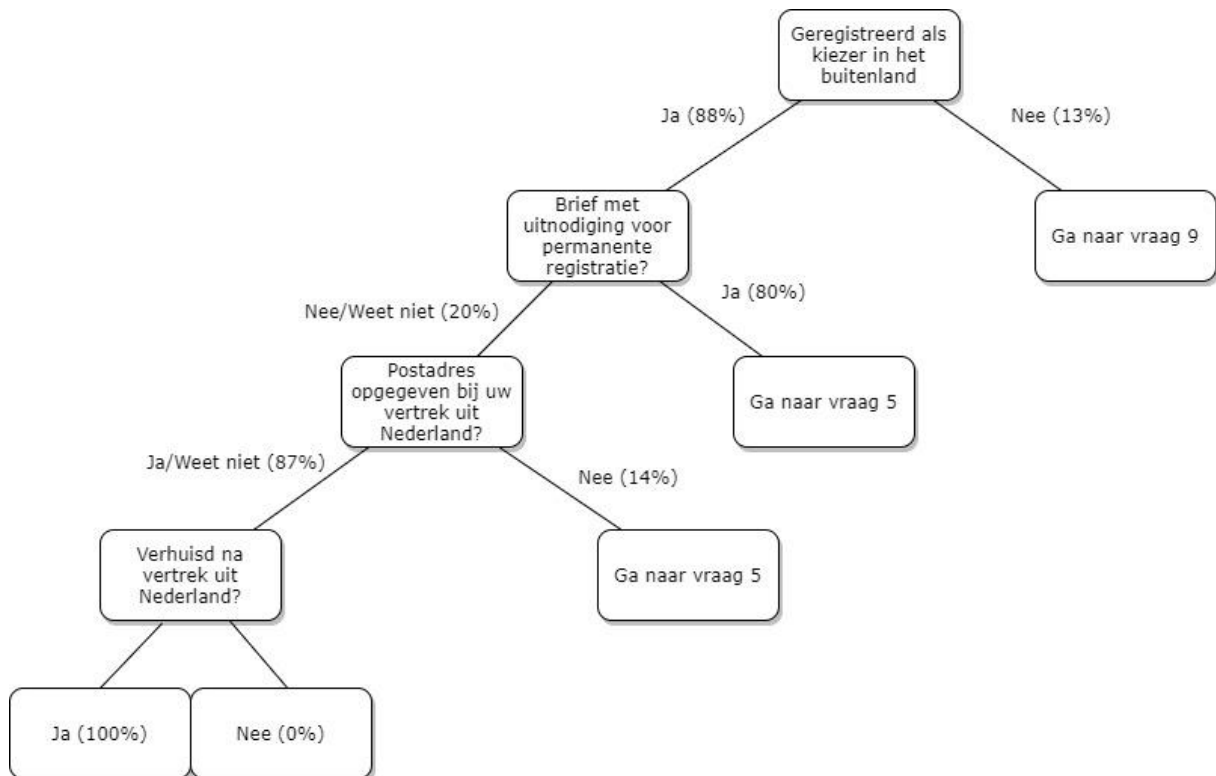 Geregistreerd als
kiezer in het
buitenland
Ja (88%)
Nee (13%)
Brief met
uitnodiging voor
permanente
registratie?
Ga naar vraag 9
Nee/Weet niet (20%)
Ja (80%)
Postadres
opgegeven bij uw
vertrek uit
Nederland?
Ga naar vraag 5
Ja/Weet niet (87%)
Nee (14%)
Verhuisd na
vertrek uit
Nederland?
Ga naar vraag 5
Ja (100%)
Nee (0%)